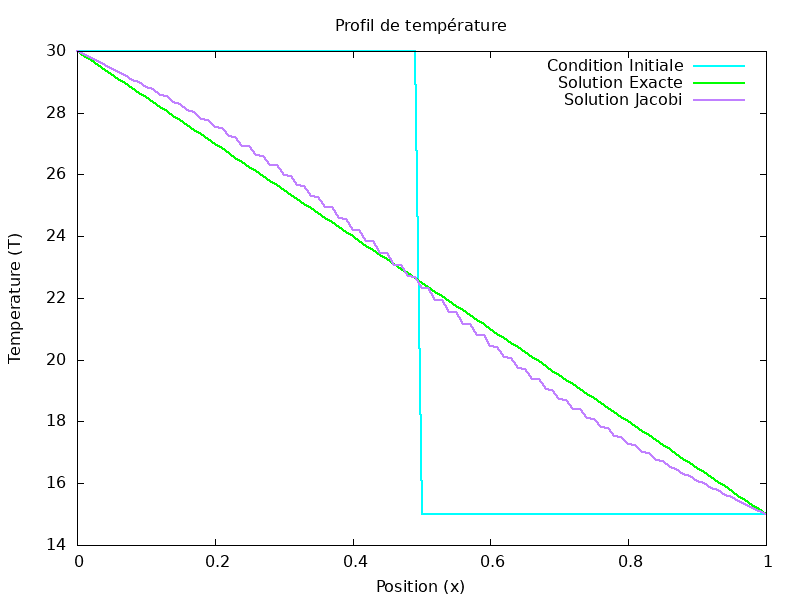 Profil de température
Condition Initiale
Solution Exacte
Solution Jacobi
Temperature (T)
30
28
26
24
22
20
18
16
14
0 0.2 0.4 0.6 0.8 1
Position (x)